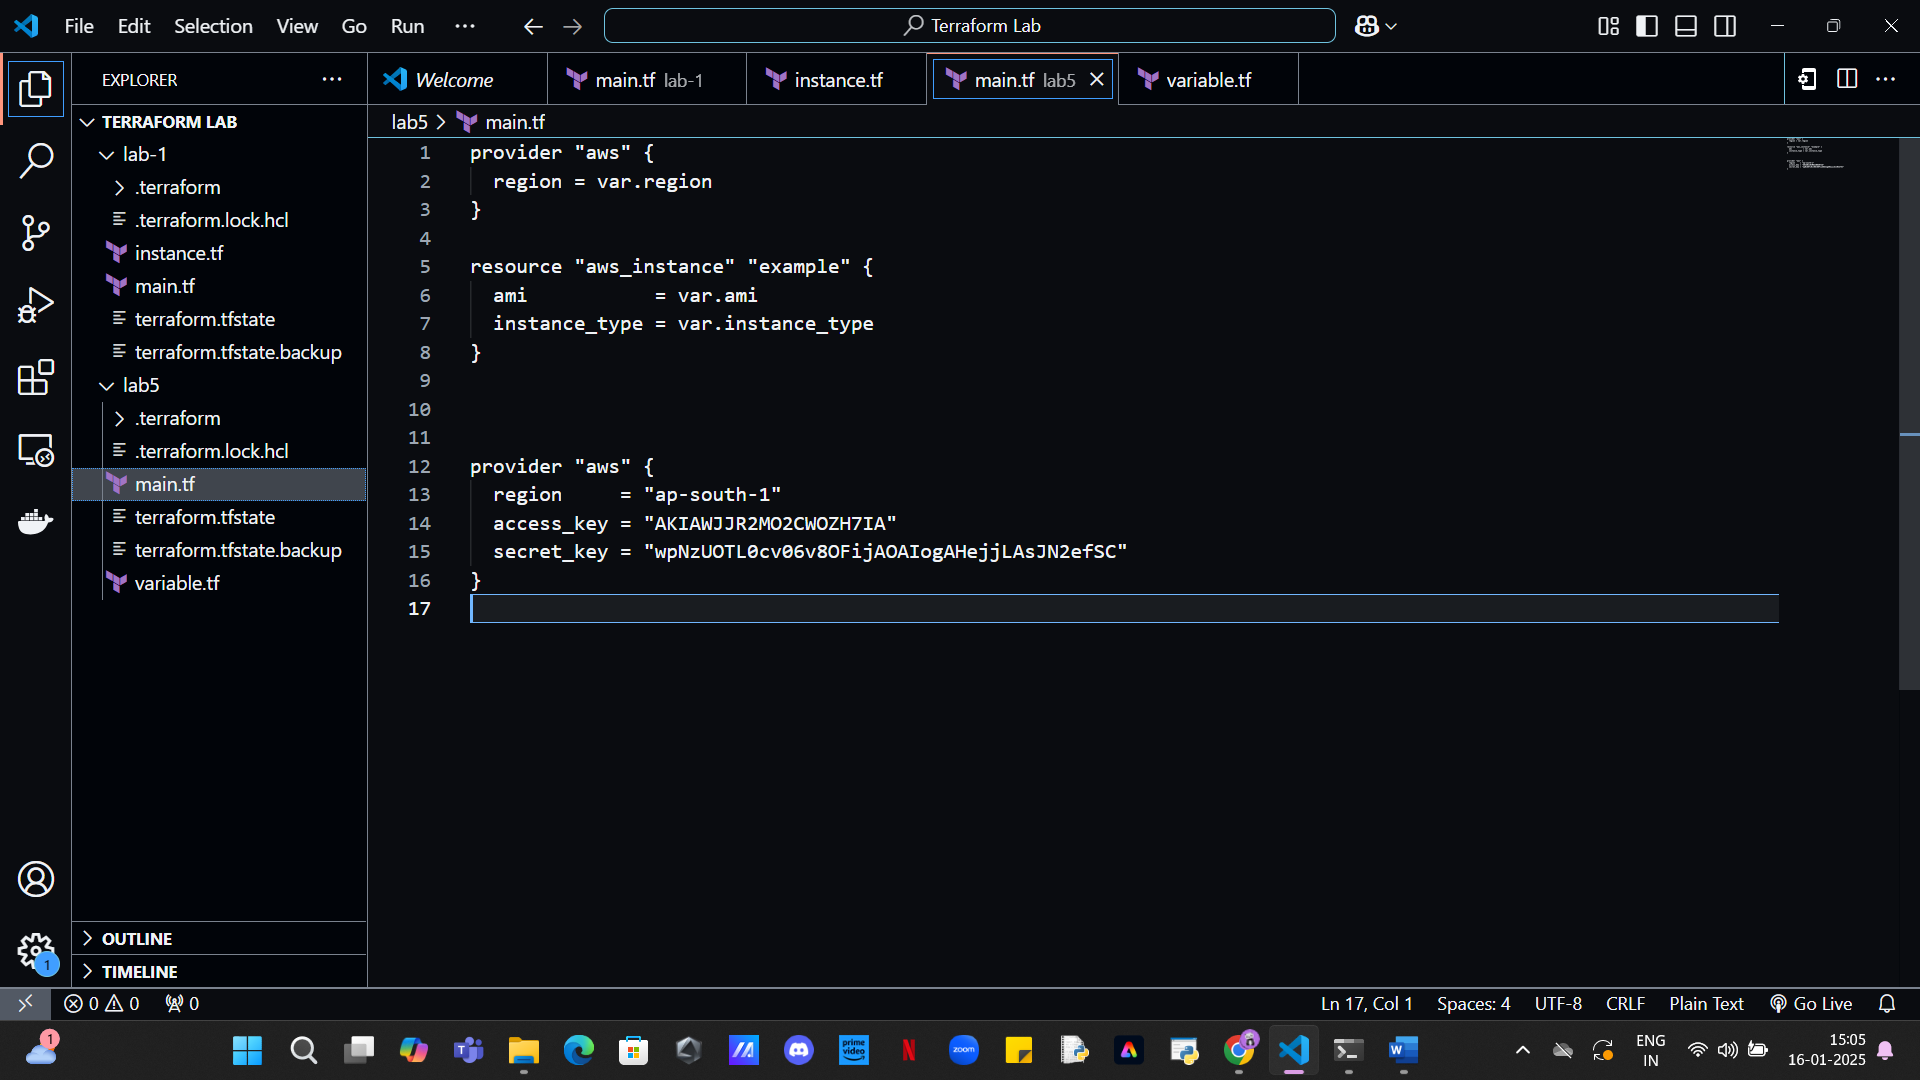 File Edit Selection View Go Run ··· Terraform Lab
EXPLORER ···
Welcome
main.tf lab-1
instance.tf
main.tf lab5
variable.tf
TERRAFORM LAB
lab-1
.terraform
.terraform.lock.hcl
instance.tf
main.tf
terraform.tfstate
terraform.tfstate.backup
lab5
.terraform
.terraform.lock.hcl
main.tf
terraform.tfstate
terraform.tfstate.backup
variable.tf
OUTLINE
TIMELINE
lab5 > main.tf
1 provider "aws" {
2   region = var.region
3 }
4
5 resource "aws_instance" "example" {
6   ami           = var.ami
7   instance_type = var.instance_type
8 }
9
10
11
12 provider "aws" {
13   region     = "ap-south-1"
14   access_key = "AKIAWJJR2MO2CWOZH7IA"
15   secret_key = "wpNzUOTL0cv06v8OFijAOAIogAHejjLAsJN2efSC"
16 }
17
1
0 0 0
Ln 17, Col 1 Spaces: 4 UTF-8 CRLF Plain Text Go Live
1
prime video
zoom
ENG
IN
15:05
16-01-2025